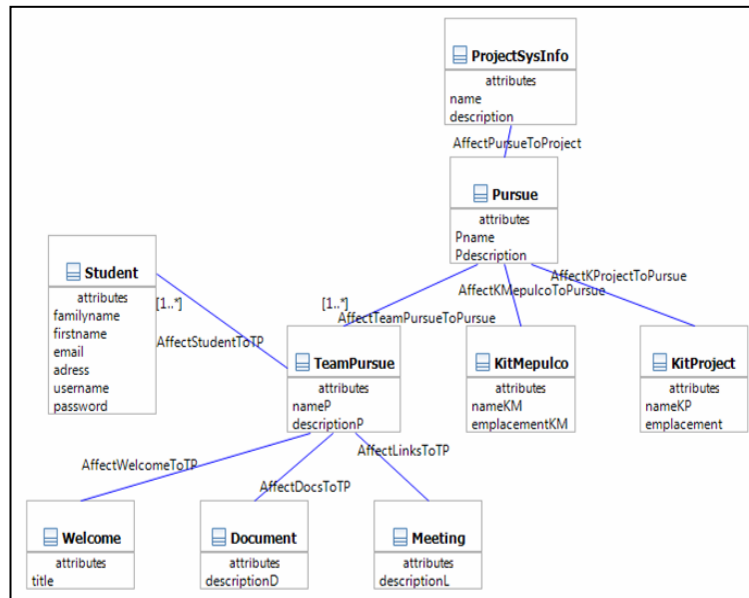 ProjectSysInfo
attributes
name
description
AffectPursueToProject
Pursue
attributes
Pname
Pdescription
Student
attributes
familyname
firstname
email
adress
username
password
[1..*]
AffectStudentToTP
[1..*]
AffectTeamPursueToPursue
AffectKMepulcoToPursue
AffectKProjectToPursue
TeamPursue
attributes
nameP
descriptionP
KitMepulco
attributes
nameKM
emplacementKM
KitProject
attributes
nameKP
emplacement
AffectWelcomeToTP
AffectDocsToTP
AffectLinksToTP
Welcome
attributes
title
Document
attributes
descriptionD
Meeting
attributes
descriptionL